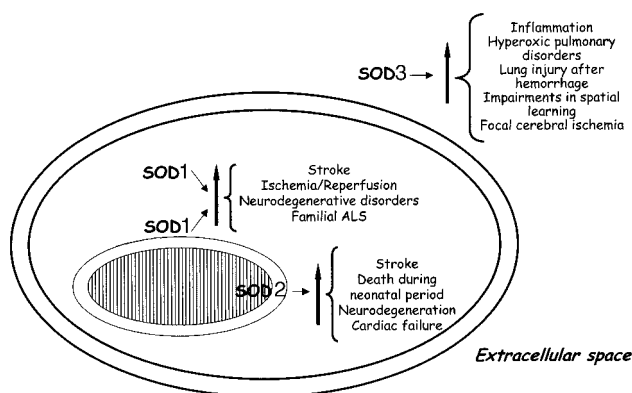 Inflammation
Hyperoxic pulmonary
disorders
SOD3
Lung injury after
hemorrhage
Impairments in spatial
learning
Focal cerebral ischemia
SOD1
SOD1
Stroke
Ischemia/Reperfusion
Neurodegenerative disorders
Familial ALS
SOD2
Stroke
Death during
neonatal period
Neurodegeneration
Cardiac failure
Extracellular space